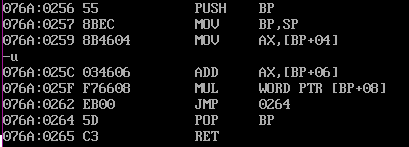 076A:0256 55 PUSH BP
076A:0257 8BEC MOV BP,SP
076A:0259 8B4604 MOV AX,[BP+04]
-u
076A:025C 034606 ADD AX,[BP+06]
076A:025F F76608 MUL WORD PTR [BP+08]
076A:0262 EB00 JMP 0264
076A:0264 5D POP BP
076A:0265 C3 RET